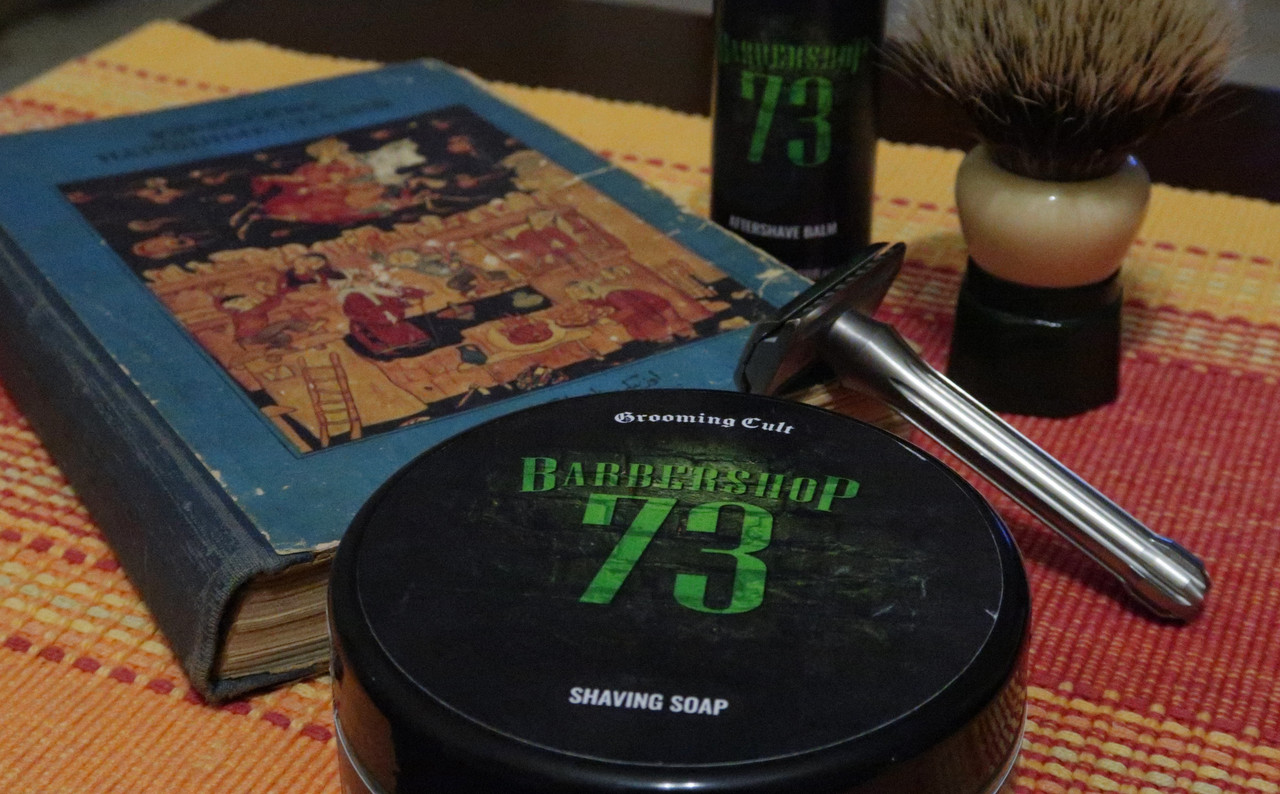 BARBERSHOP
73
AFTERSHAVE BALM
Grooming Cult
BARBERSHOP
73
SHAVING SOAP